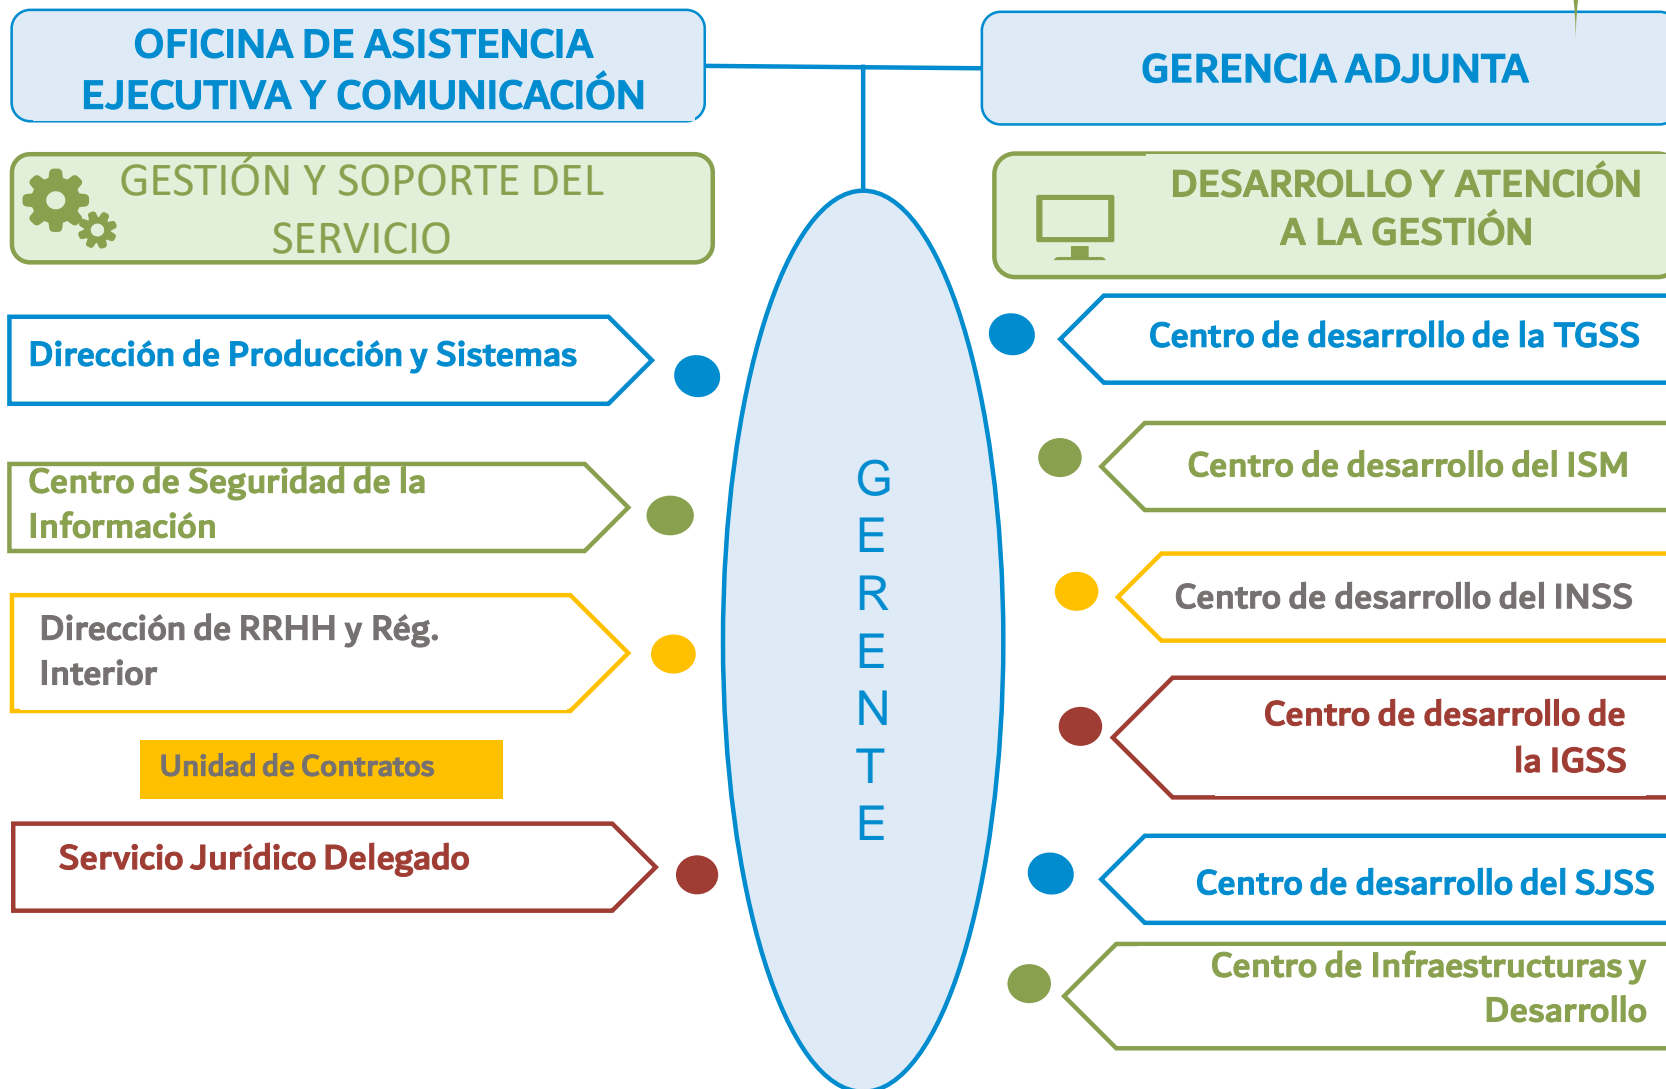 OFICINA DE ASISTENCIA
EJECUTIVA Y COMUNICACIÓN
GERENCIA ADJUNTA
GESTIÓN Y SOPORTE DEL
SERVICIO
DESARROLLO Y ATENCIÓN
A LA GESTIÓN
Dirección de Producción y Sistemas
Centro de Seguridad de la
Información
Dirección de RRHH y Rég.
Interior
Unidad de Contratos
Servicio Jurídico Delegado
G
E
R
E
N
T
E
Centro de desarrollo de la TGSS
Centro de desarrollo del ISM
Centro de desarrollo del INSS
Centro de desarrollo de
la IGSS
Centro de desarrollo del SJSS
Centro de Infraestructuras y
Desarrollo